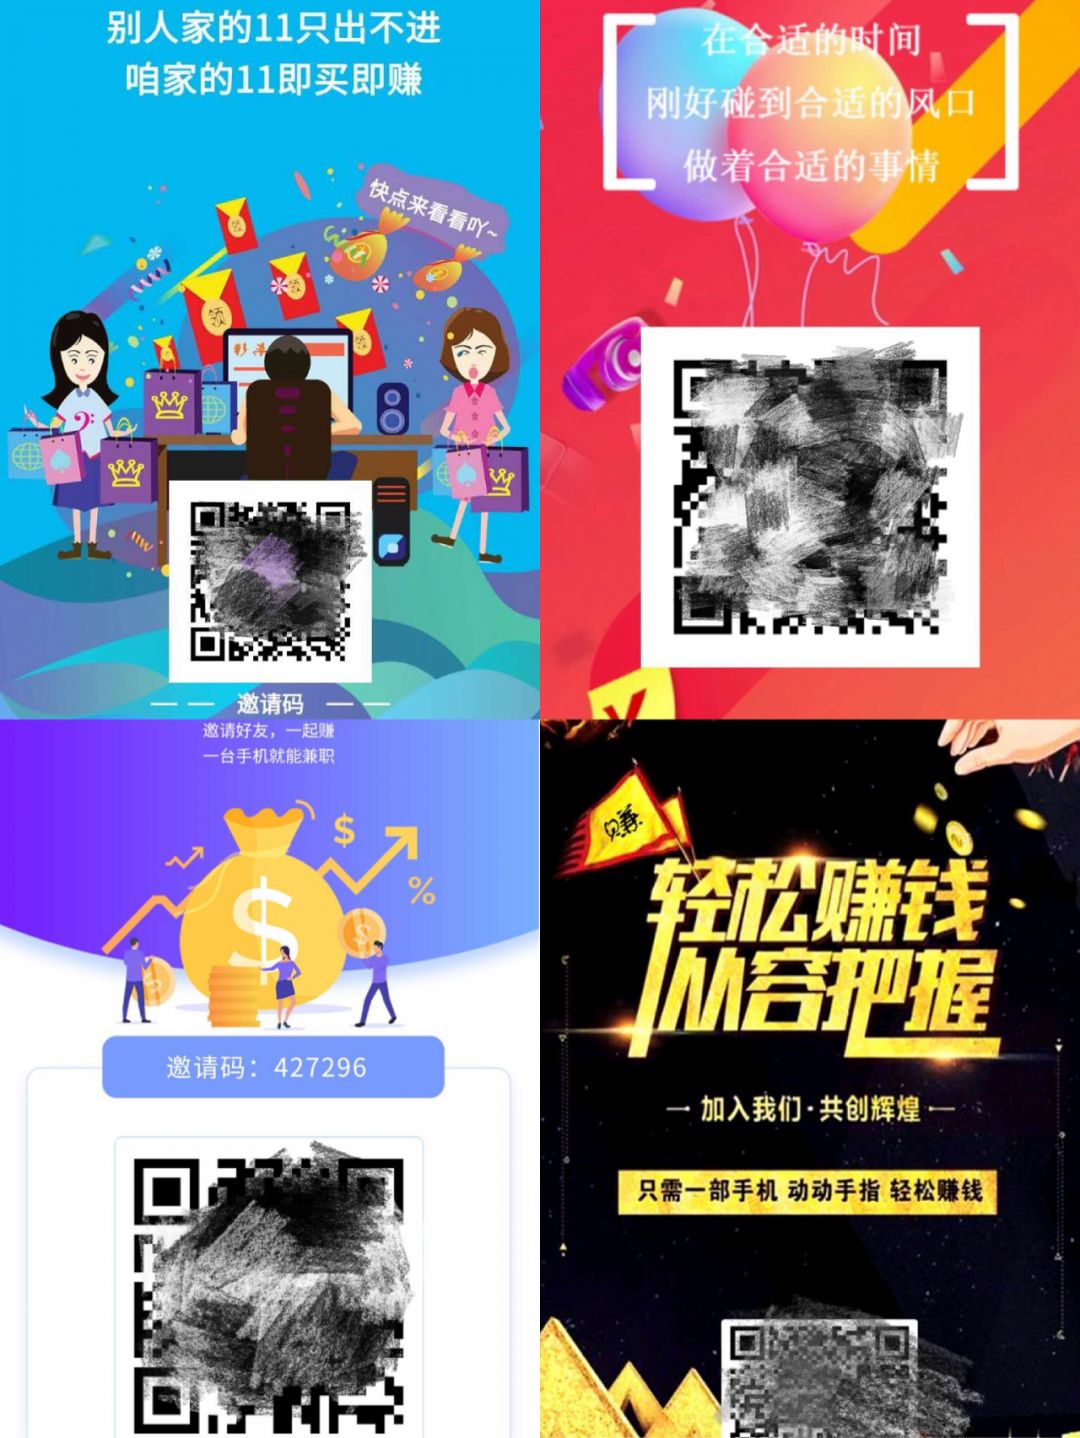 别人家的11只出不进
咱家的11即买即赚
快点来看看吖~
领
领
领
领
邀请码
在合适的时间
刚好碰到合适的风口
做着合适的事情
邀请好友，一起赚
一台手机就能兼职
$
%
$
邀请码：427296
赚
轻松赚钱
从容把握
加入我们·共创辉煌
只需一部手机 动动手指 轻松赚钱